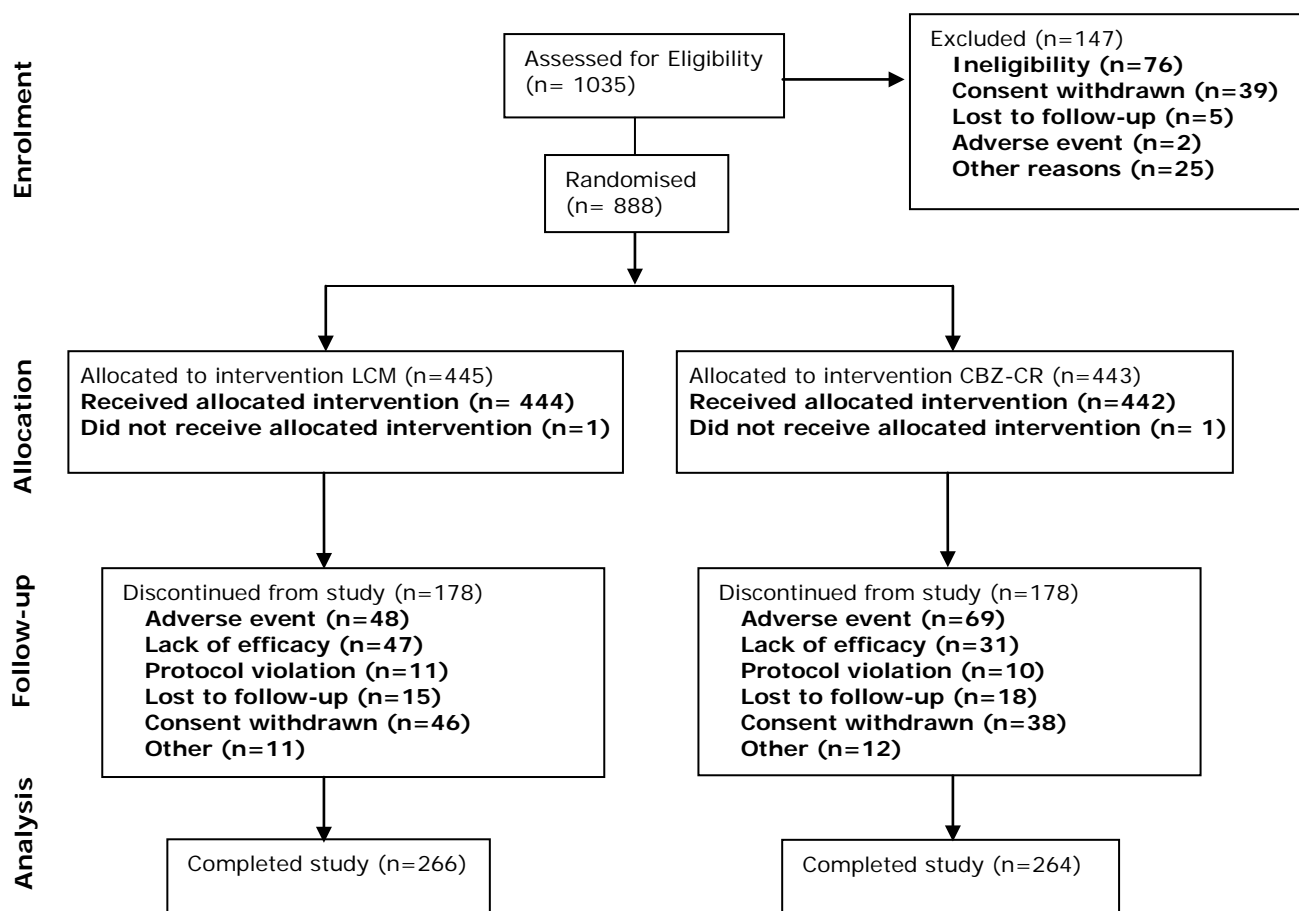 Enrolment
Assessed for Eligibility
(n= 1035)
Excluded (n=147)
Ineligibility (n=76)
Consent withdrawn (n=39)
Lost to follow-up (n=5)
Adverse event (n=2)
Other reasons (n=25)
Randomised
(n= 888)
Allocation
Allocated to intervention LCM (n=445)
Received allocated intervention (n= 444)
Did not receive allocated intervention (n=1)
Allocated to intervention CBZ-CR (n=443)
Received allocated intervention (n=442)
Did not receive allocated intervention (n= 1)
Follow-up
Discontinued from study (n=178)
Adverse event (n=48)
Lack of efficacy (n=47)
Protocol violation (n=11)
Lost to follow-up (n=15)
Consent withdrawn (n=46)
Other (n=11)
Discontinued from study (n=178)
Adverse event (n=69)
Lack of efficacy (n=31)
Protocol violation (n=10)
Lost to follow-up (n=18)
Consent withdrawn (n=38)
Other (n=12)
Analysis
Completed study (n=266)
Completed study (n=264)